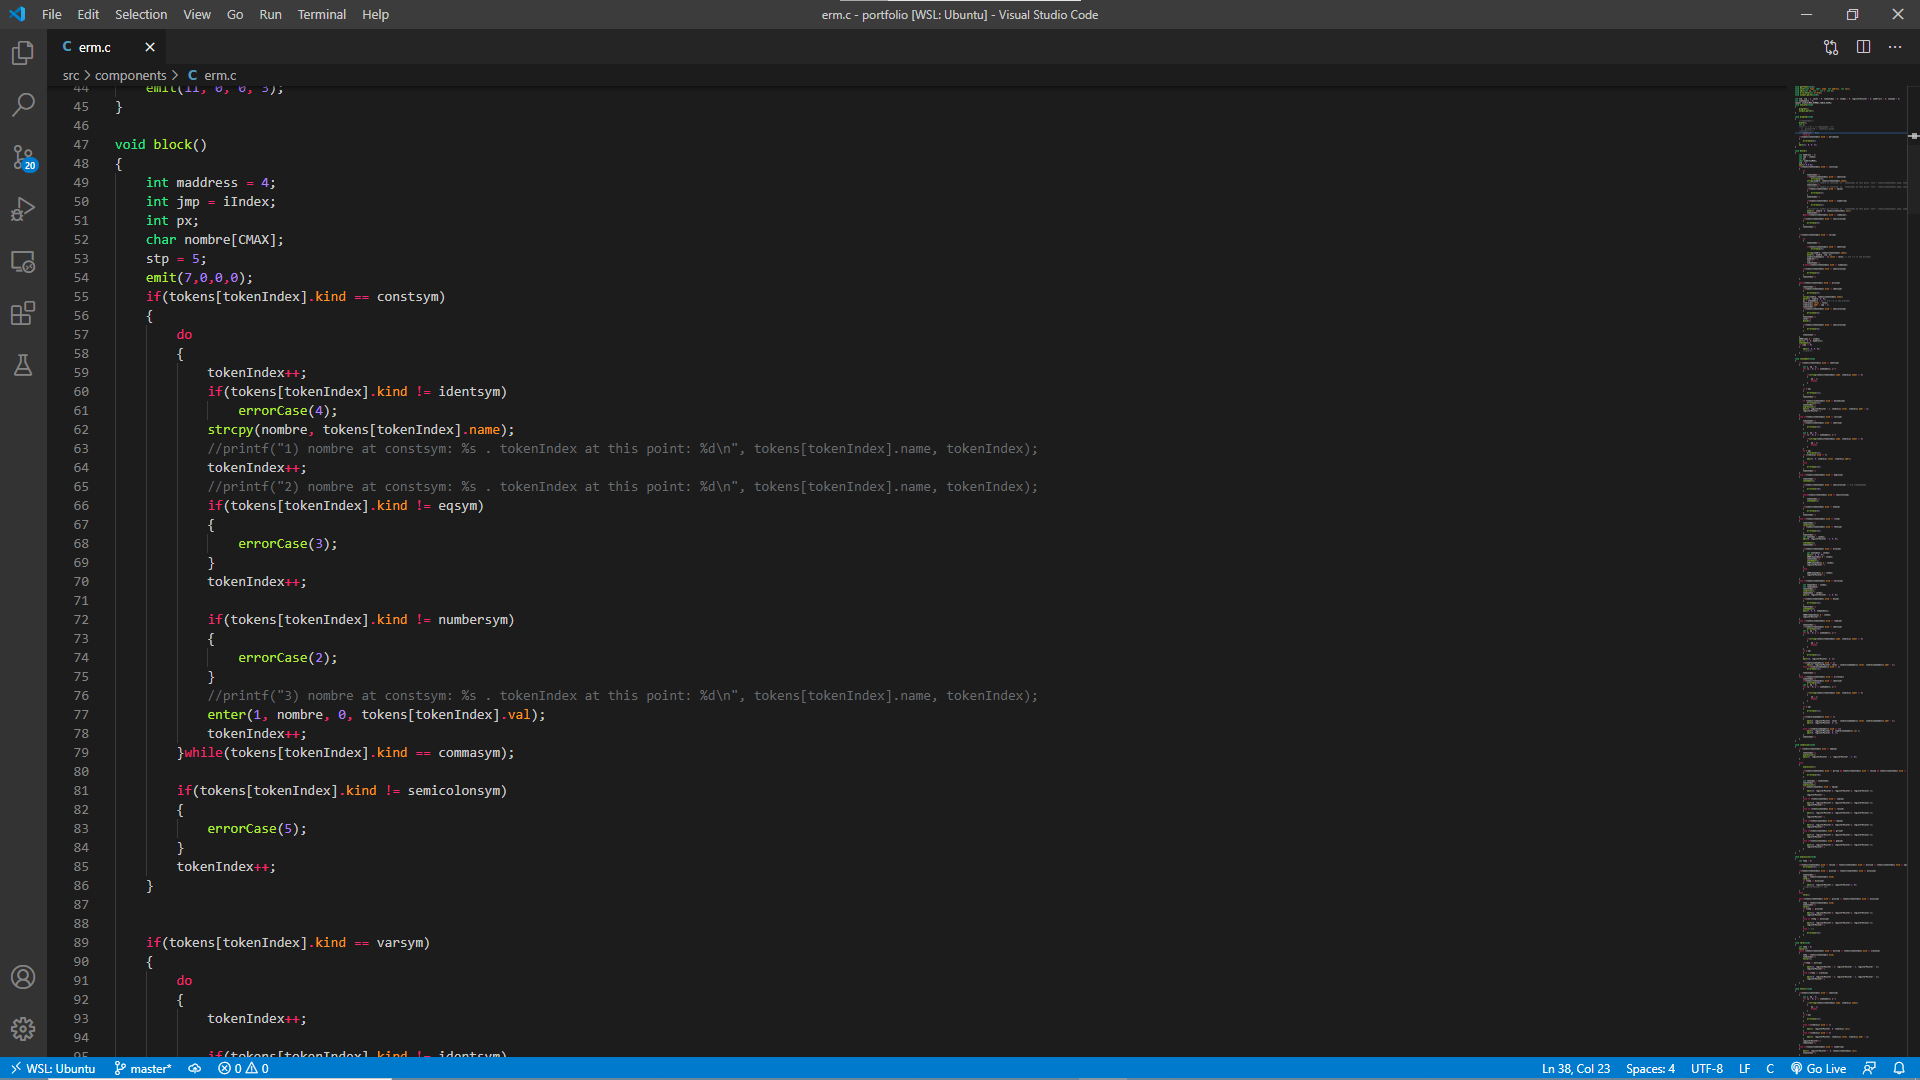 File Edit Selection View Go Run Terminal Help
erm.c - portfolio [WSL: Ubuntu] - Visual Studio Code
C erm.c
src > components > C erm.c
44 emit(11, 0, 0, 3);
45 }
46
47 void block()
48 {
49 int maddress = 4;
50 int jmp = iIndex;
51 int px;
52 char nombre[CMAX];
53 stp = 5;
54 emit(7,0,0,0);
55 if(tokens[tokenIndex].kind == constsym)
56 {
57 do
58 {
59 tokenIndex++;
60 if(tokens[tokenIndex].kind != identsym)
61 errorCase(4);
62 strcpy(nombre, tokens[tokenIndex].name);
63 //printf("1) nombre at constsym: %s . tokenIndex at this point: %d\n", tokens[tokenIndex].name, tokenIndex);
64 tokenIndex++;
65 //printf("2) nombre at constsym: %s . tokenIndex at this point: %d\n", tokens[tokenIndex].name, tokenIndex);
66 if(tokens[tokenIndex].kind != eqsym)
67 {
68 errorCase(3);
69 }
70 tokenIndex++;
71
72 if(tokens[tokenIndex].kind != numbersym)
73 {
74 errorCase(2);
75 }
76 //printf("3) nombre at constsym: %s . tokenIndex at this point: %d\n", tokens[tokenIndex].name, tokenIndex);
77 enter(1, nombre, 0, tokens[tokenIndex].val);
78 tokenIndex++;
79 }while(tokens[tokenIndex].kind == commasym);
80
81 if(tokens[tokenIndex].kind != semicolonsym)
82 {
83 errorCase(5);
84 }
85 tokenIndex++;
86 }
87
88
89 if(tokens[tokenIndex].kind == varsym)
90 {
91 do
92 {
93 tokenIndex++;
94
95 if(tokens[tokenIndex].kind != identsym)
20
WSL: Ubuntu master* 0 0 Ln 38, Col 23 Spaces: 4 UTF-8 LF C Go Live